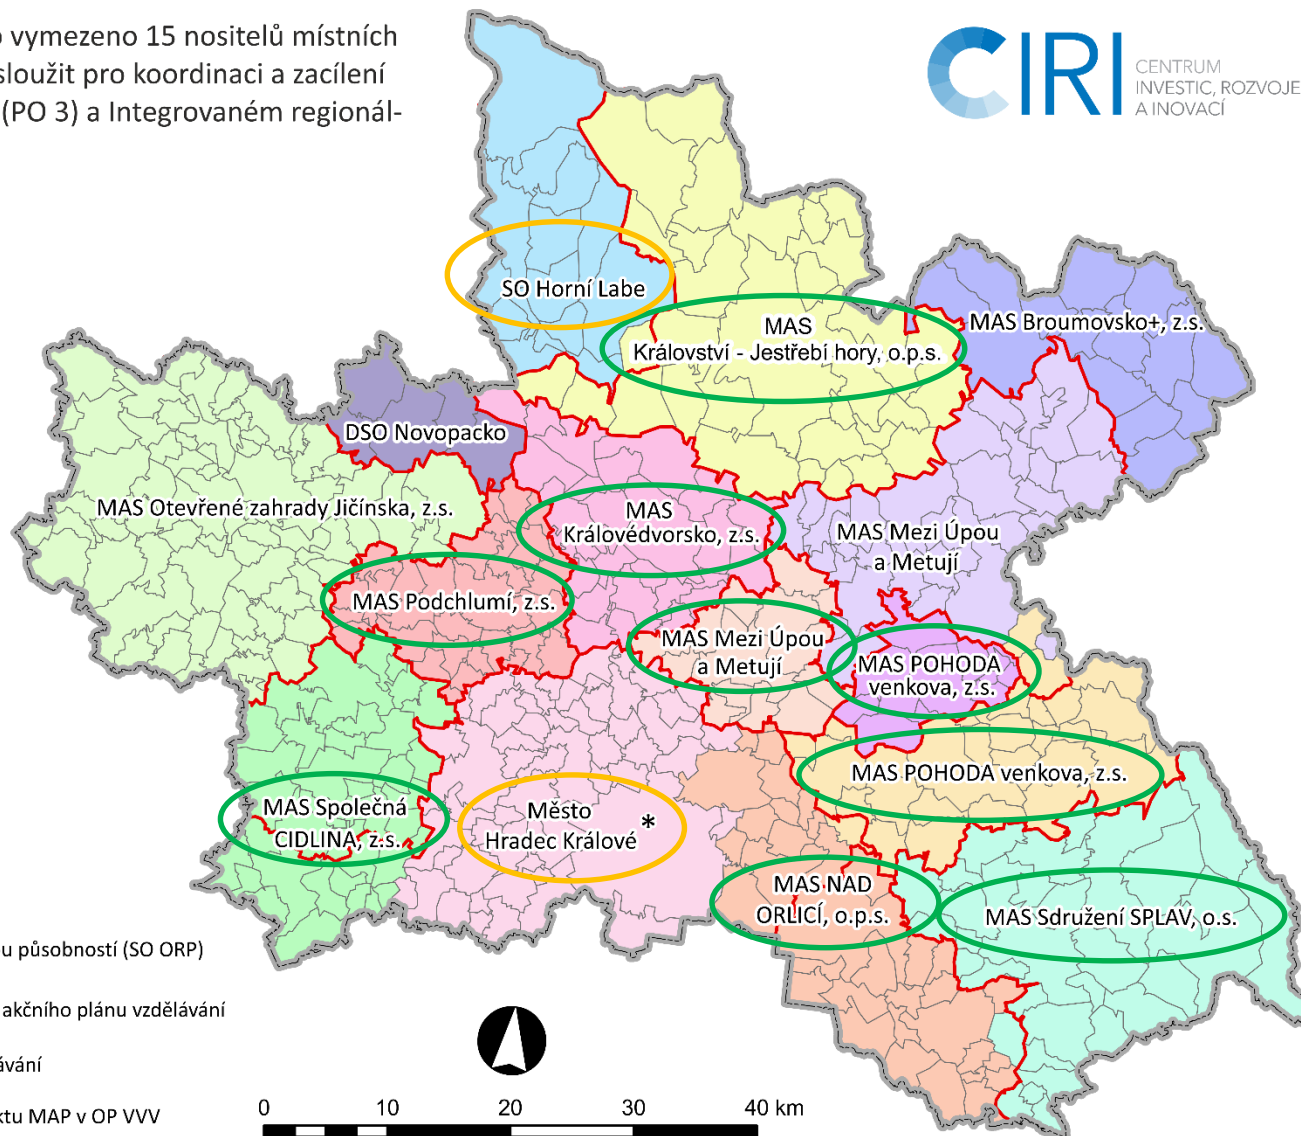 o vymezeno 15 nositelů místních
sloužit pro koordinaci a zacílení
(PO 3) a Integrovaném regionál-
CIRI
CENTRUM
INVESTIC, ROZVOJE
A INOVACÍ
SO Horní Labe
MAS
Království - Jestřebí hory, o.p.s.
MAS Broumovsko+, z.s.
DSO Novopacko
MAS Otevřené zahrady Jičínska, z.s.
MAS
Královédvorsko, z.s.
MAS Mezi Úpou
a Metují
MAS Podchlumí, z.s.
MAS Mezi Úpou
a Metují
MAS POHODA
venkova, z.s.
MAS POHODA venkova, z.s.
MAS Společná
CIDLINA, z.s.
Město
Hradec Králové *
MAS NAD
ORLICÍ, o.p.s.
MAS Sdružení SPLAV, o.s.
u působností (SO ORP)
akčního plánu vzdělávání
ávání
ktu MAP v OP VVV
0 10 20 30 40 km